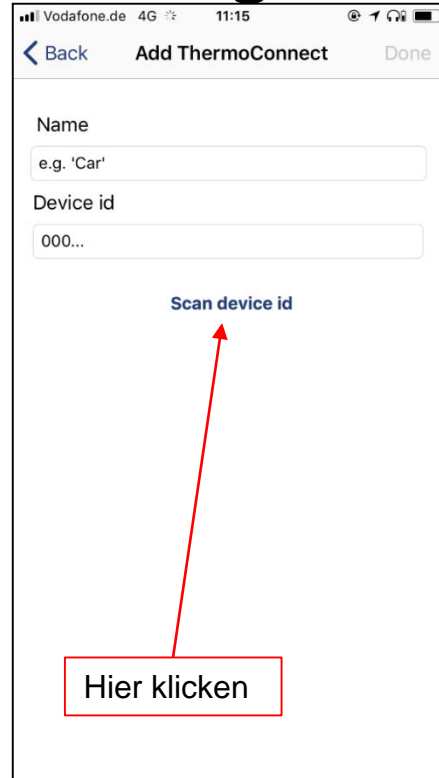 Vodafone.de 4G 11:15
Back Add ThermoConnect Done
Name
e.g. 'Car'
Device id
000...
Scan device id
Hier klicken